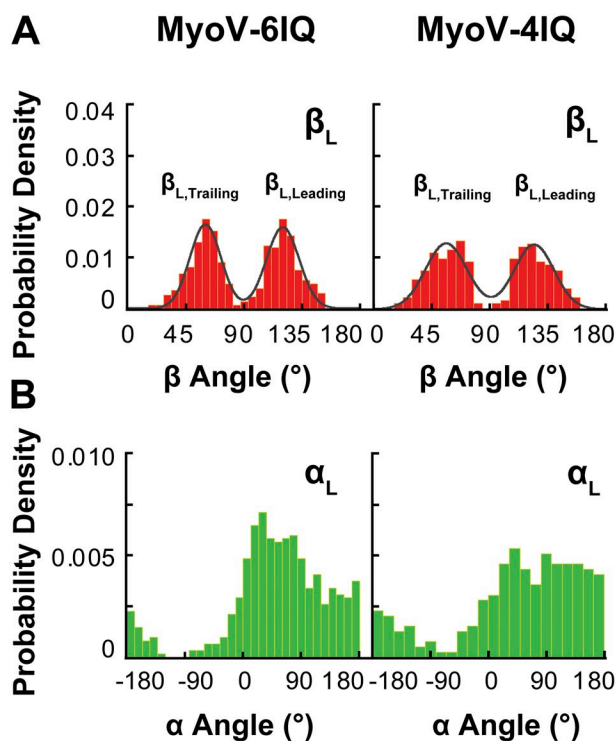 A
MyoV-6IQ
MyoV-4IQ
Probability Density
0.04
0.03
0.02
0.01
0
βL
βL,Trailing
βL,Leading
βL
βL,Trailing
βL,Leading
0 45 90 135 180
0 45 90 135 180
β Angle (°)
β Angle (°)
B
Probability Density
0.010
0.005
0
αL
αL
-180 -90 0 90 180
-180 -90 0 90 180
α Angle (°)
α Angle (°)